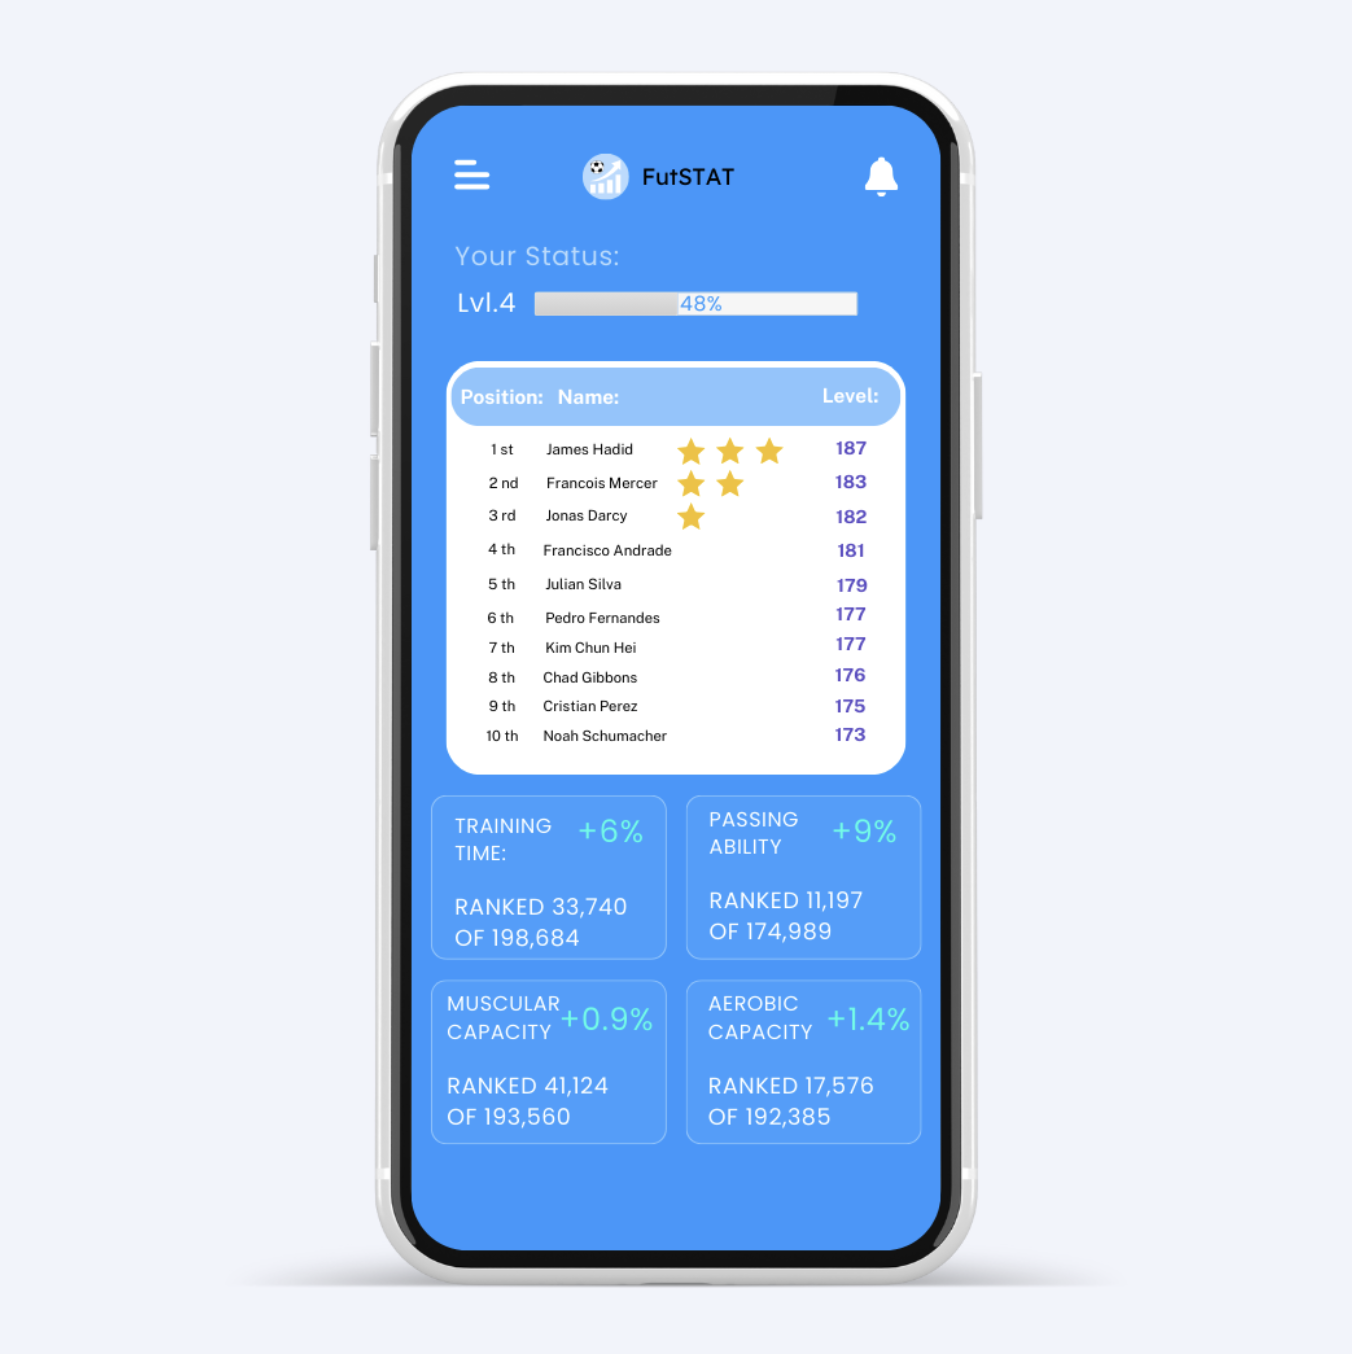 FutSTAT
Your Status:
Lvl.4 48%
Position: Name: Level:
1 st James Hadid 187
2 nd Francois Mercer 183
3 rd Jonas Darcy 182
4 th Francisco Andrade 181
5 th Julian Silva 179
6 th Pedro Fernandes 177
7 th Kim Chun Hei 177
8 th Chad Gibbons 176
9 th Cristian Perez 175
10 th Noah Schumacher 173
TRAINING +6%
TIME:
RANKED 33,740
OF 198,684
PASSING +9%
ABILITY
RANKED 11,197
OF 174,989
MUSCULAR +0.9%
CAPACITY
RANKED 41,124
OF 193,560
AEROBIC +1.4%
CAPACITY
RANKED 17,576
OF 192,385